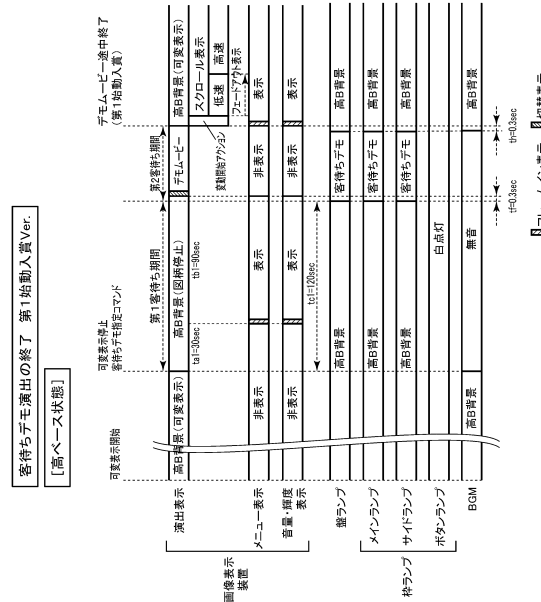 客待ちデモ演出の終了　第1始動入賞Ver.
[高ベース状態]
可変表示開始
可変表示停止
客待ちデモ指定コマンド
デモムービー途中終了
(第1始動入賞)
第1客待ち期間
第2客待ち期間
画像表示
装置
演出表示
高B背景(可変表示)
高B背景(図柄停止)
デモムービー
高B背景(可変表示)
スクロール表示
低速
高速
フェードアウト表示
変動開始アクション
ta1=30sec
tb1=90sec
メニュー表示
非表示
表示
非表示
表示
音量・輝度
表示
非表示
表示
非表示
表示
tc1=120sec
盤ランプ
高B背景
客待ちデモ
高B背景
枠ランプ
メインランプ
高B背景
客待ちデモ
高B背景
サイドランプ
高B背景
客待ちデモ
高B背景
ボタンランプ
白点灯
BGM
高B背景
無音
高B背景
tf=0.3sec
th=0.3sec